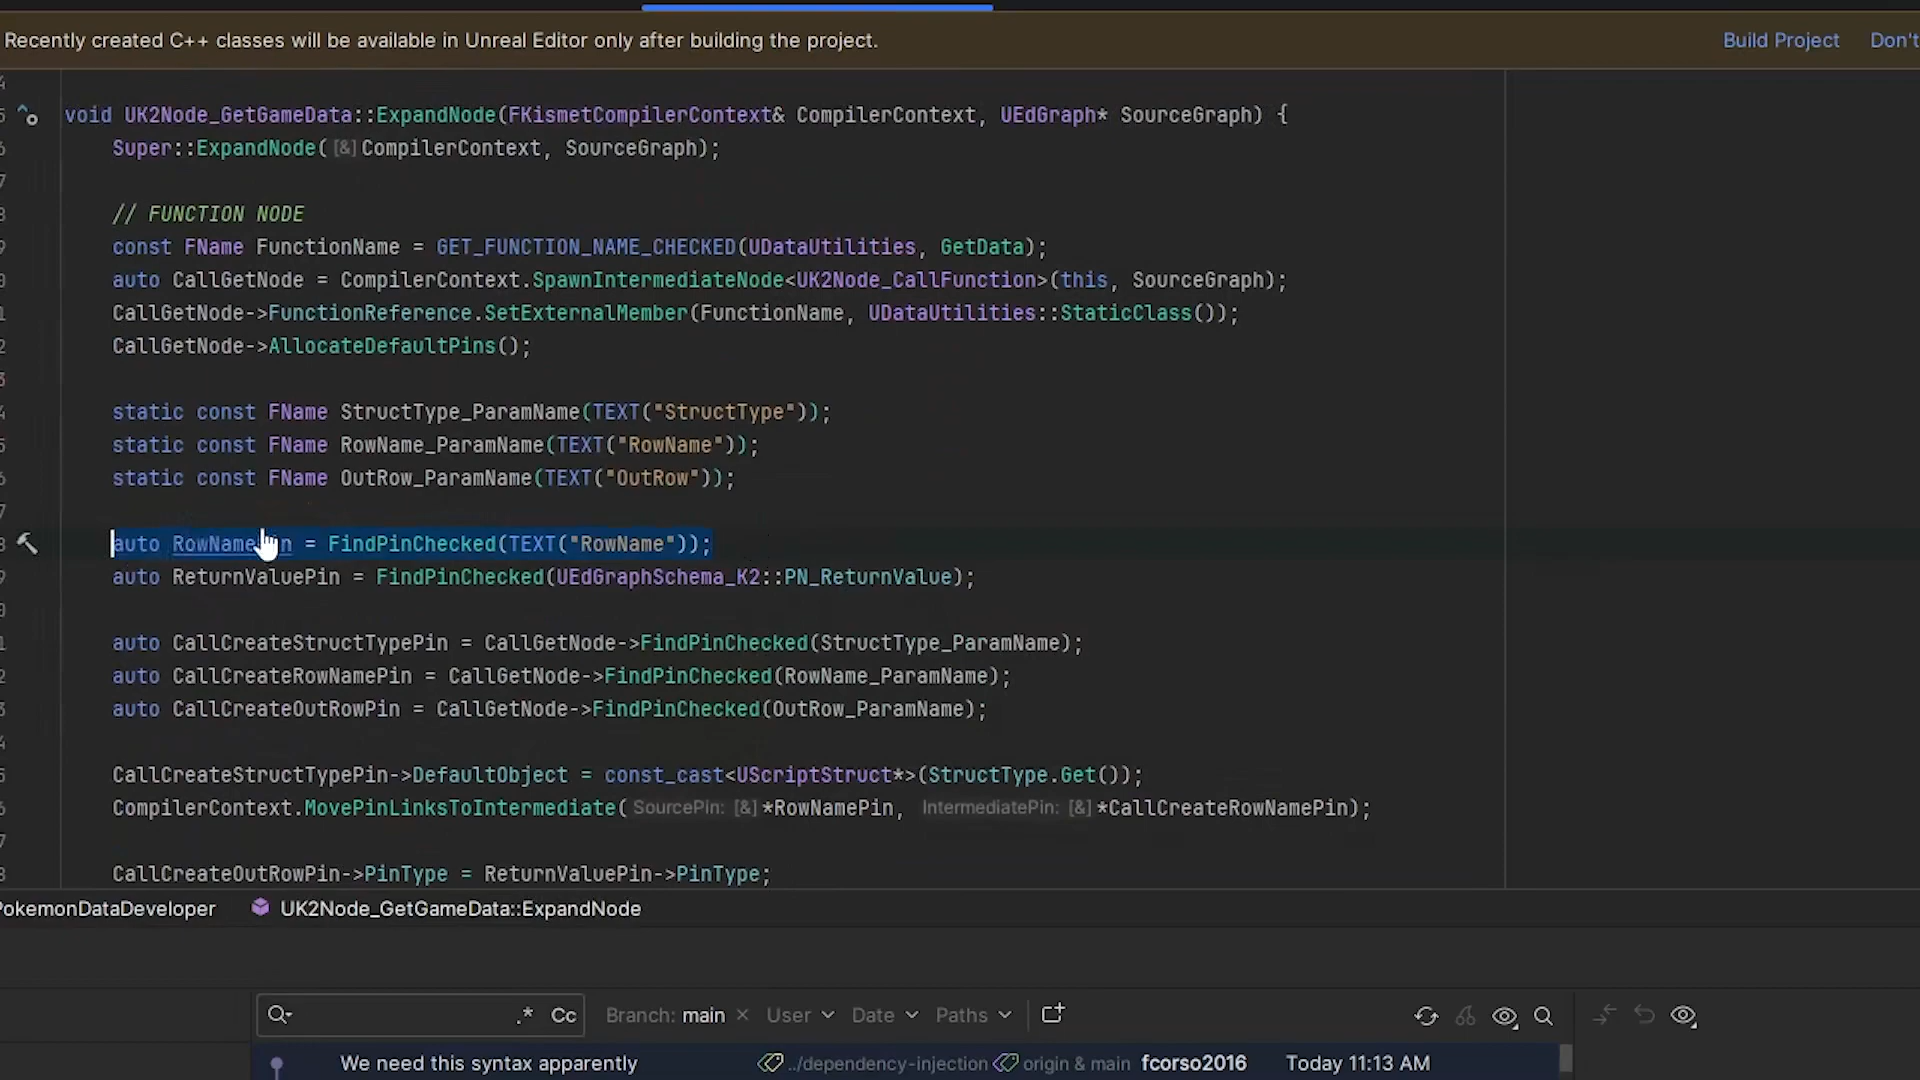 Recently created C++ classes will be available in Unreal Editor only after building the project. Build Project Don't
void UK2Node_GetGameData::ExpandNode(FKismetCompilerContext& CompilerContext, UEdGraph* SourceGraph) {
Super::ExpandNode([&]CompilerContext, SourceGraph);
// FUNCTION NODE
const FName FunctionName = GET_FUNCTION_NAME_CHECKED(UDataUtilities, GetData);
auto CallGetNode = CompilerContext.SpawnIntermediateNode<UK2Node_CallFunction>(this, SourceGraph);
CallGetNode->FunctionReference.SetExternalMember(FunctionName, UDataUtilities::StaticClass());
CallGetNode->AllocateDefaultPins();
static const FName StructType_ParamName(TEXT("StructType"));
static const FName RowName_ParamName(TEXT("RowName"));
static const FName OutRow_ParamName(TEXT("OutRow"));
auto RowNamePin = FindPinChecked(TEXT("RowName"));
auto ReturnValuePin = FindPinChecked(UEdGraphSchema_K2::PN_ReturnValue);
auto CallCreateStructTypePin = CallGetNode->FindPinChecked(StructType_ParamName);
auto CallCreateRowNamePin = CallGetNode->FindPinChecked(RowName_ParamName);
auto CallCreateOutRowPin = CallGetNode->FindPinChecked(OutRow_ParamName);
CallCreateStructTypePin->DefaultObject = const_cast<UScriptStruct*>(StructType.Get());
CompilerContext.MovePinLinksToIntermediate(SourcePin: [&]*RowNamePin, IntermediatePin: [&]*CallCreateRowNamePin);
CallCreateOutRowPin->PinType = ReturnValuePin->PinType;
PokemonDataDeveloper UK2Node_GetGameData::ExpandNode
.* Cc Branch: main × User Date Paths
We need this syntax apparently ../dependency-injection origin & main fcorso2016 Today 11:13 AM